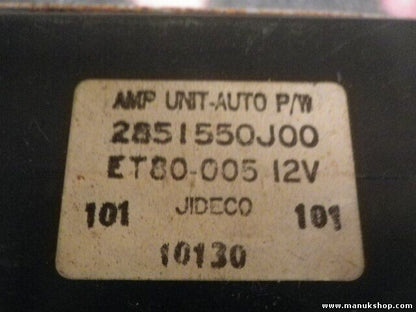 AMP UNIT-AUTO P/W
2851550J00
ET80-005 12V
101 JIDECO 101
10130
www.manukshop.com